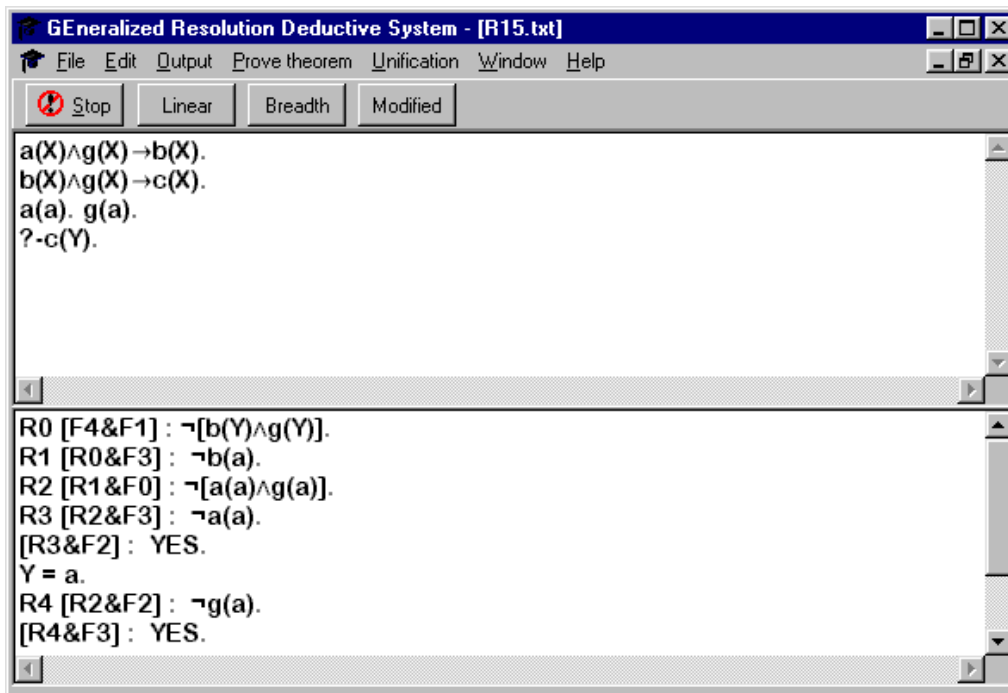 GEneralized Resolution Deductive System - [R15.txt]
File Edit Output Prove theorem Unification Window Help
Stop Linear Breadth Modified
a(X)∧g(X)→b(X).
b(X)∧g(X)→c(X).
a(a). g(a).
?-c(Y).
R0 [F4&F1] : ¬[b(Y)∧g(Y)].
R1 [R0&F3] : ¬b(a).
R2 [R1&F0] : ¬[a(a)∧g(a)].
R3 [R2&F3] : ¬a(a).
[R3&F2] : YES.
Y = a.
R4 [R2&F2] : ¬g(a).
[R4&F3] : YES.